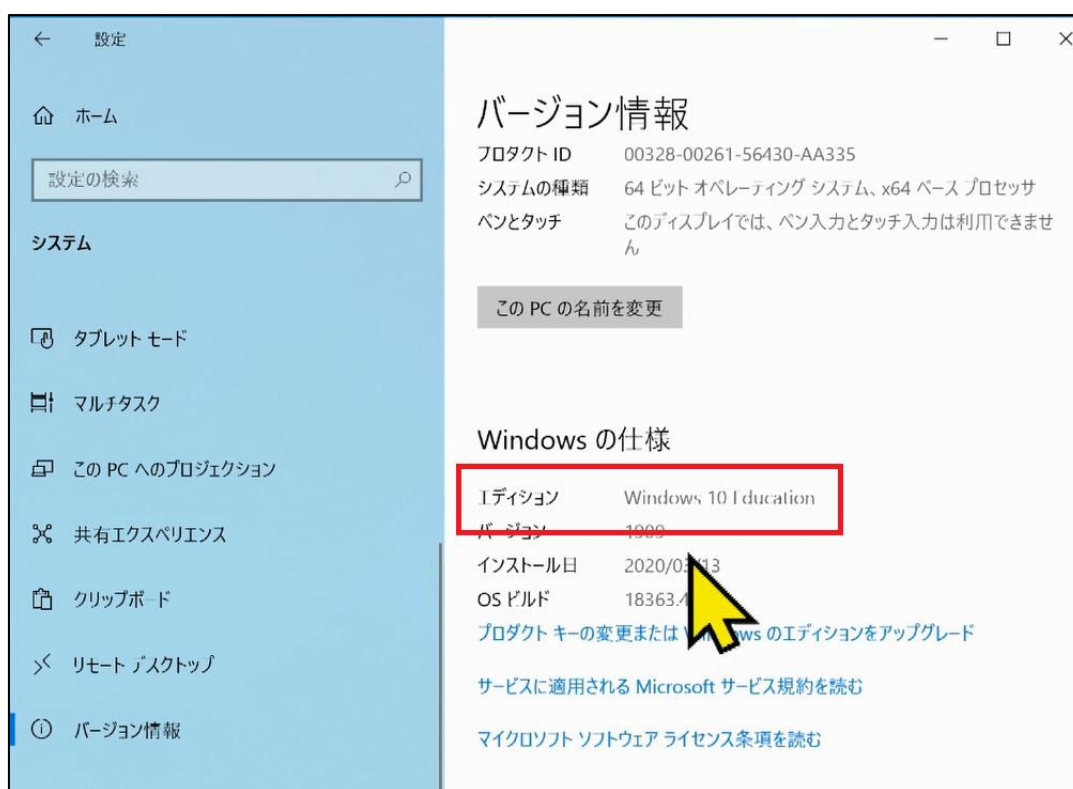 設定
ホーム
設定の検索
システム
タブレット モード
マルチタスク
この PC へのプロジェクション
共有エクスペリエンス
クリップボード
リモート デスクトップ
バージョン情報
バージョン情報
プロダクト ID 00328-00261-56430-AA335
システムの種類 64 ビット オペレーティング システム、x64 ベース プロセッサ
ペンとタッチ このディスプレイでは、ペン入力とタッチ入力は利用できませ
ん
この PC の名前を変更
Windows の仕様
エディション Windows 10 Education
バージョン 1909
インストール日 2020/03/13
OS ビルド 18363.4
プロダクト キーの変更または Windows のエディションをアップグレード
サービスに適用される Microsoft サービス規約を読む
マイクロソフト ソフトウェア ライセンス条項を読む